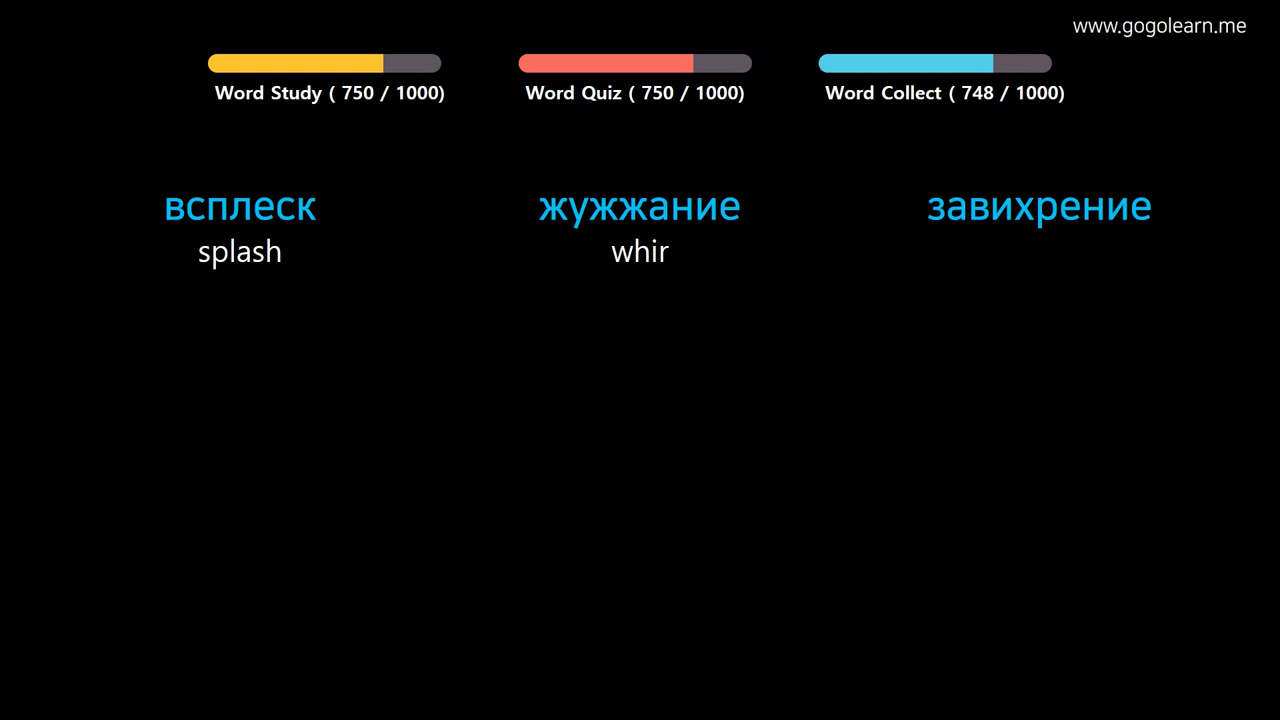 www.gogolearn.me
Word Study ( 750 / 1000)
Word Quiz ( 750 / 1000)
Word Collect ( 748 / 1000)
всплеск
splash
жужжание
whir
завихрение